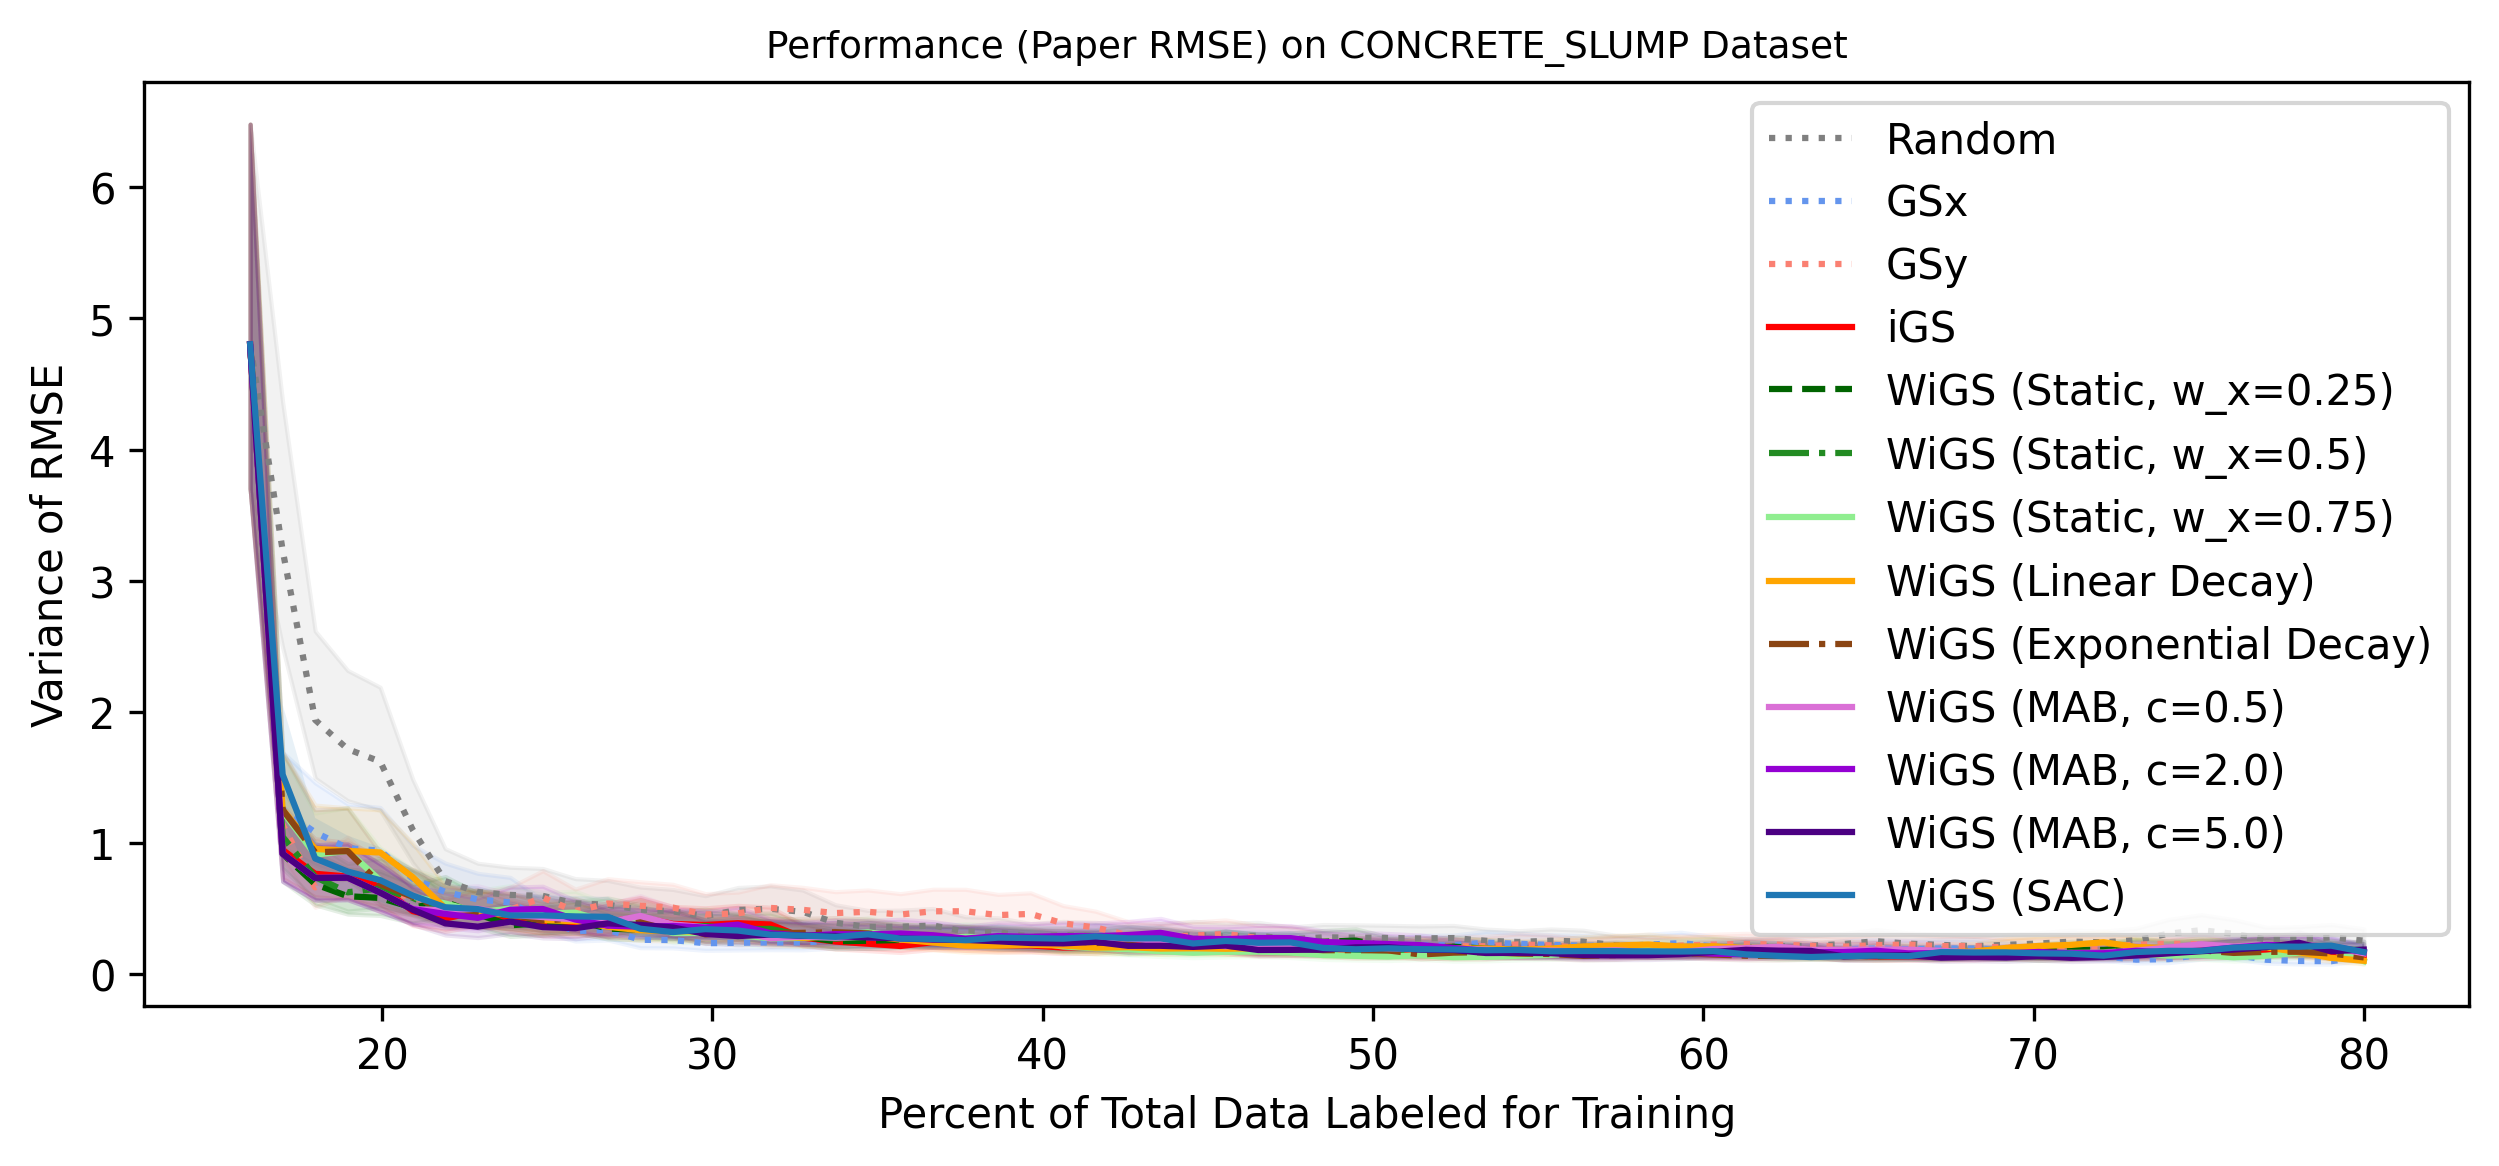 Performance (Paper RMSE) on CONCRETE_SLUMP Dataset
Variance of RMSE
6
5
4
3
2
1
0
20
30
40
50
60
70
80
Percent of Total Data Labeled for Training
Random
GSx
GSy
iGS
WiGS (Static, w_x=0.25)
WiGS (Static, w_x=0.5)
WiGS (Static, w_x=0.75)
WiGS (Linear Decay)
WiGS (Exponential Decay)
WiGS (MAB, c=0.5)
WiGS (MAB, c=2.0)
WiGS (MAB, c=5.0)
WiGS (SAC)